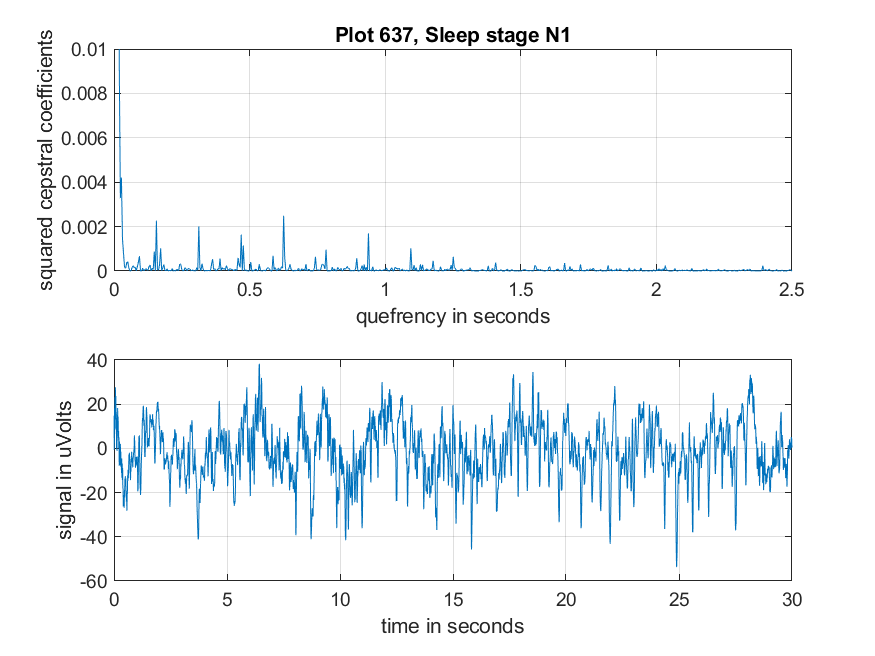 Plot 637, Sleep stage N1
squared cepstral coefficients
0.01
0.008
0.006
0.004
0.002
0
0 0.5 1 1.5 2 2.5
quefrency in seconds
signal in uVolts
40
20
0
-20
-40
-60
0 5 10 15 20 25 30
time in seconds